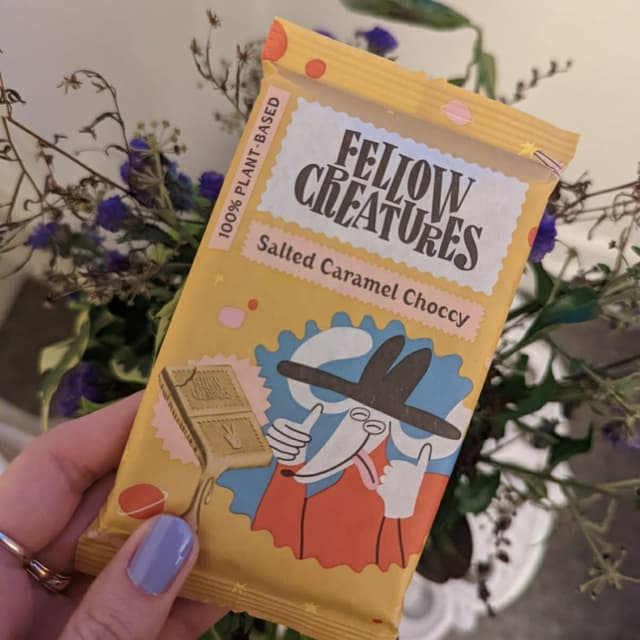 100% PLANT-BASED
FELLOW
CREATURES
Salted Caramel Choccy